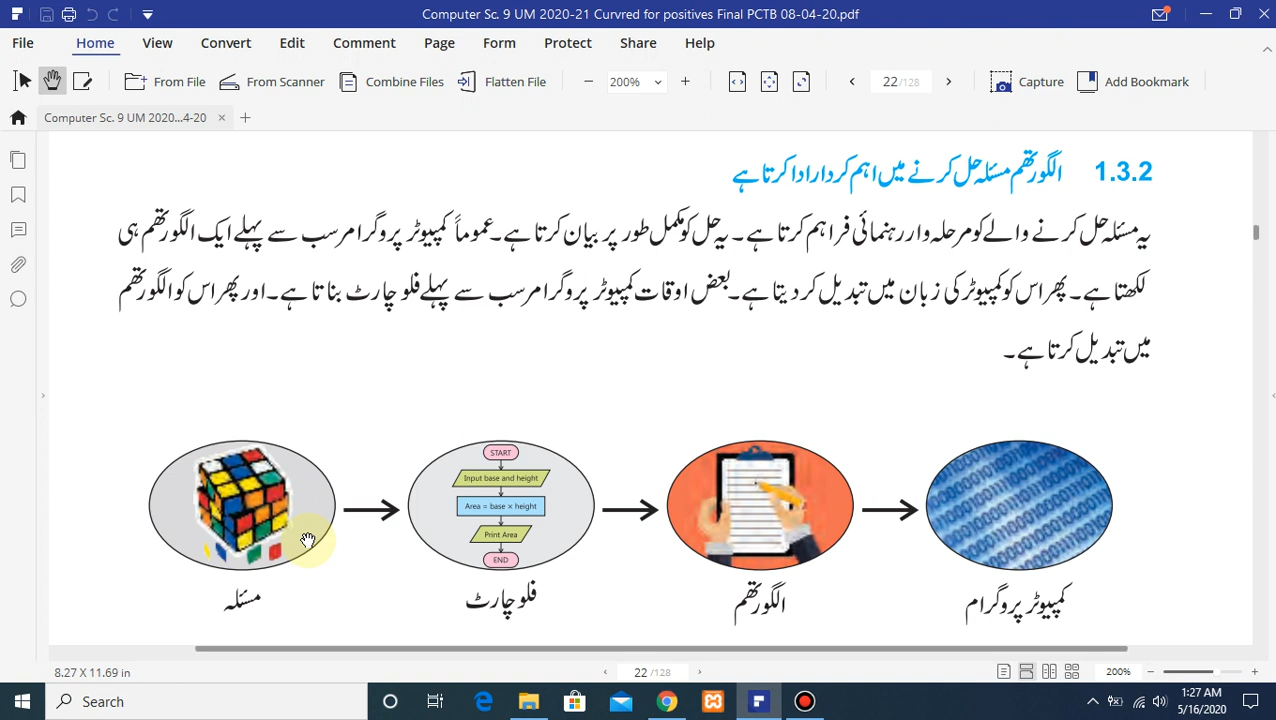 Computer Sc. 9 UM 2020-21 Curvred for positives Final PCTB 08-04-20.pdf
File Home View Convert Edit Comment Page Form Protect Share Help
From File From Scanner Combine Files Flatten File 200% 22/128 Capture Add Bookmark
Computer Sc. 9 UM 2020...4-20
1.3.2 الگورتھم مسئلہ حل کرنے میں اہم کردار ادا کرتا ہے
یہ مسئلہ حل کرنے والے کو مرحلہ وار رہنمائی فراہم کرتا ہے۔ یہ حل کو مکمل طور پر بیان کرتا ہے۔ عموماً کمپیوٹر پروگرامر سب سے پہلے ایک الگورتھم ہی
لکھتا ہے۔ پھر اس کو کمپیوٹر کی زبان میں تبدیل کر دیتا ہے۔ بعض اوقات کمپیوٹر پروگرامر سب سے پہلے فلو چارٹ بناتا ہے۔ اور پھر اس کو الگورتھم
میں تبدیل کرتا ہے۔
START
Input base and height
Area = base × height
Print Area
END
مسئلہ
فلو چارٹ
الگورتھم
کمپیوٹر پروگرام
8.27 X 11.69 in 22 /128 200%
Search
1:27 AM
5/16/2020